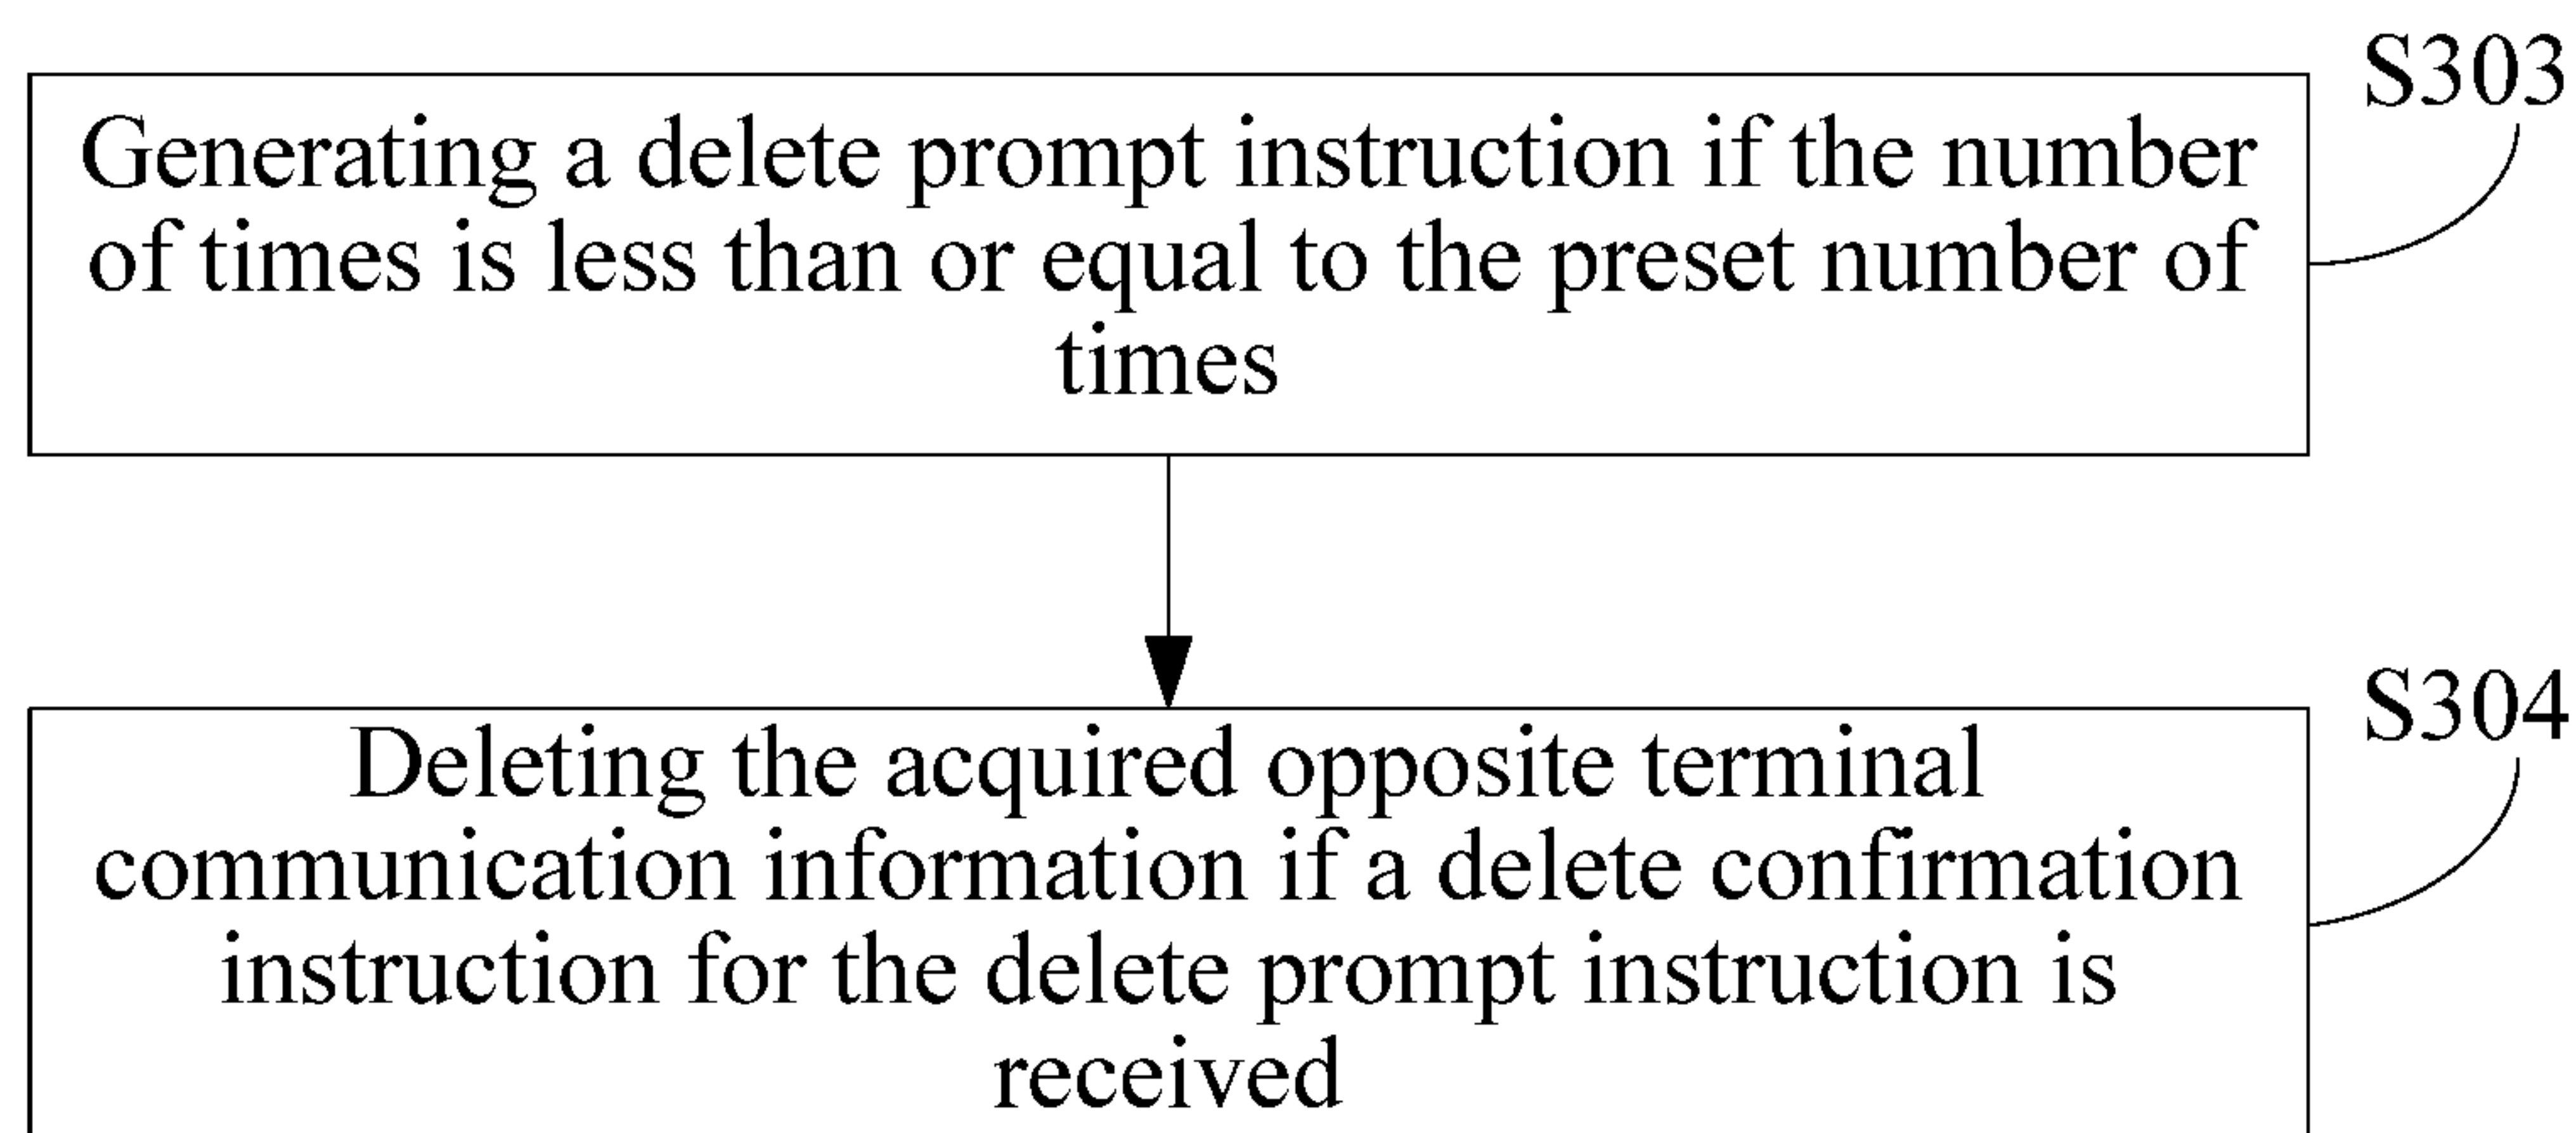 S303
Generating a delete prompt instruction if the number
of times is less than or equal to the preset number of
times
S304
Deleting the acquired opposite terminal
communication information if a delete confirmation
instruction for the delete prompt instruction is
received